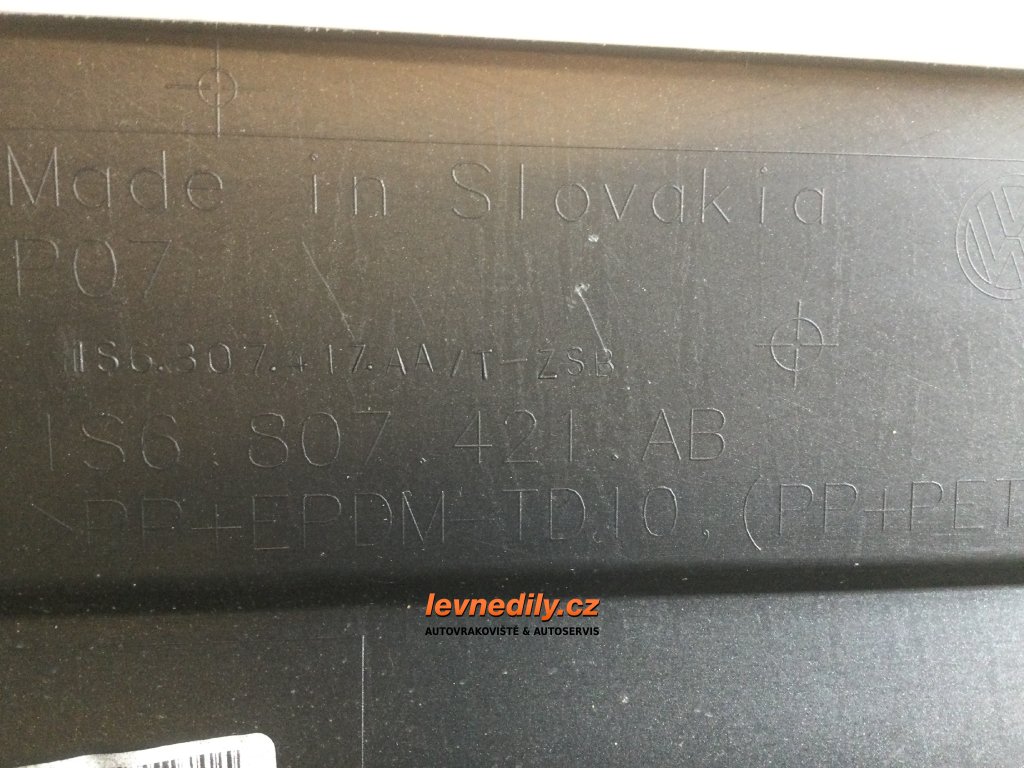 Made in Slovakia
P07
1S6.807.417.AA/T-ZSB
1S6.807.421.AB
>PP+EPDM-TD10,(PP+PET
levnedily.cz
AUTOVRAKOVIŠTĚ & AUTOSERVIS